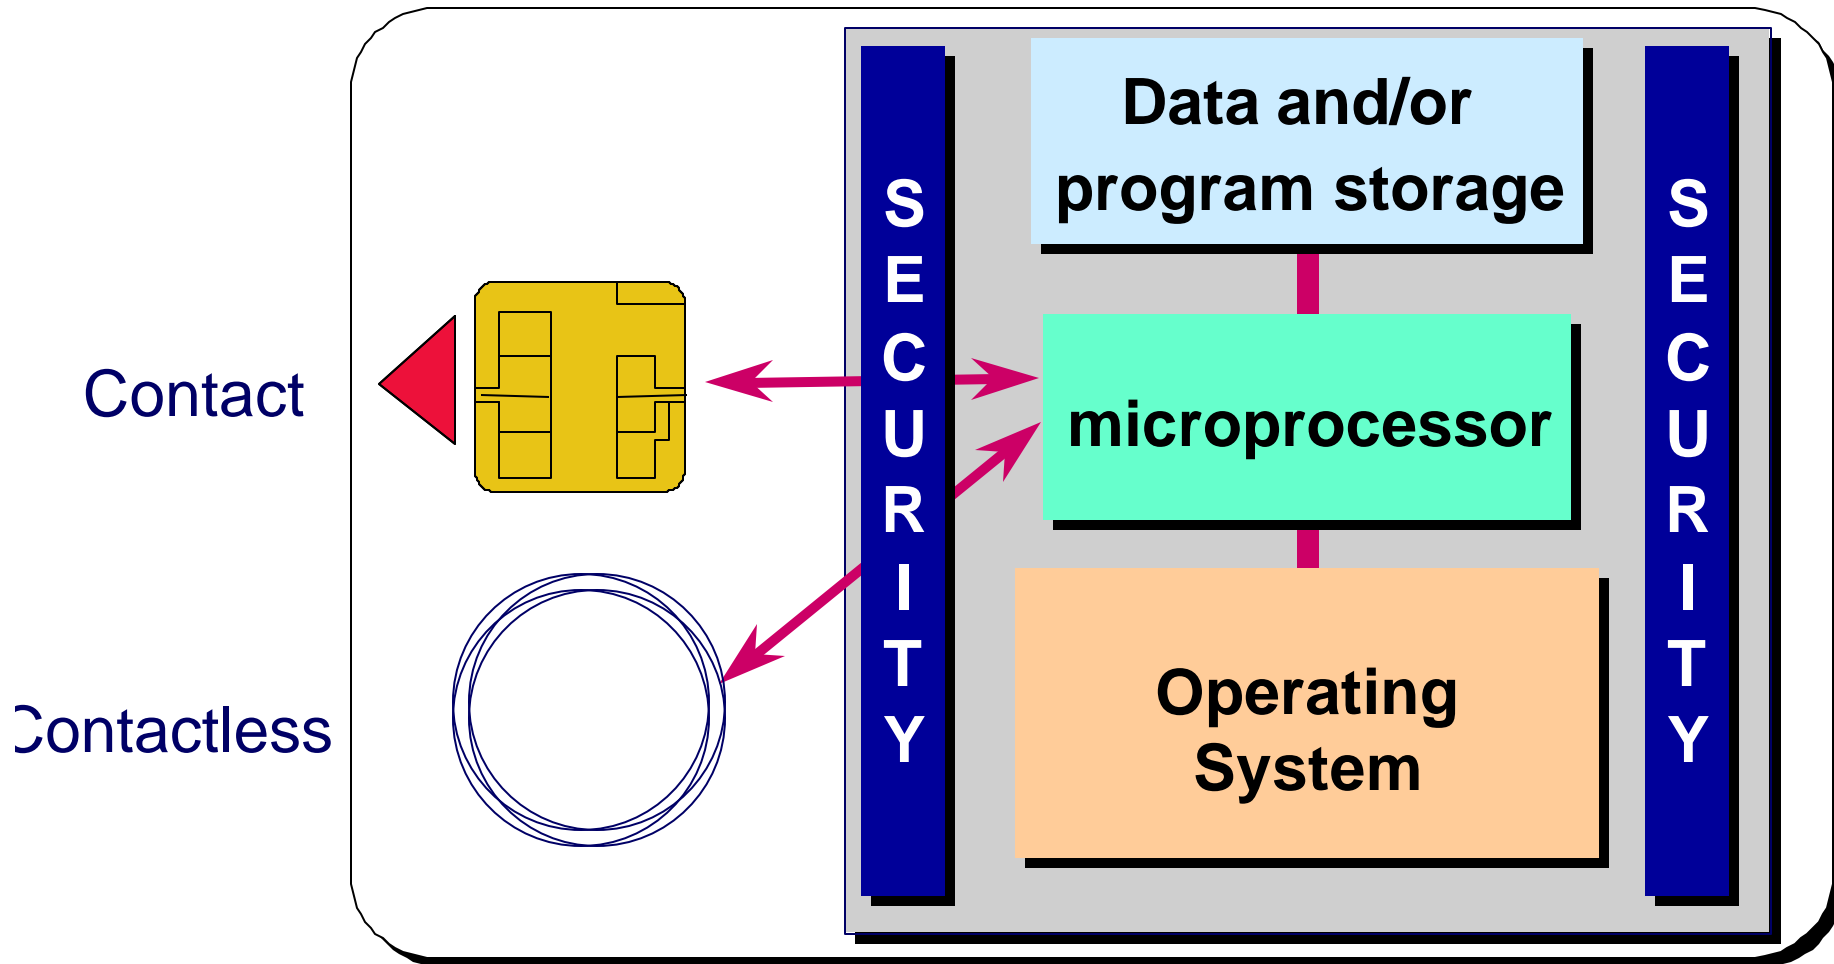 Data and/or
program storage
SECURITY
SECURITY
Contact
microprocessor
Contactless
Operating
System